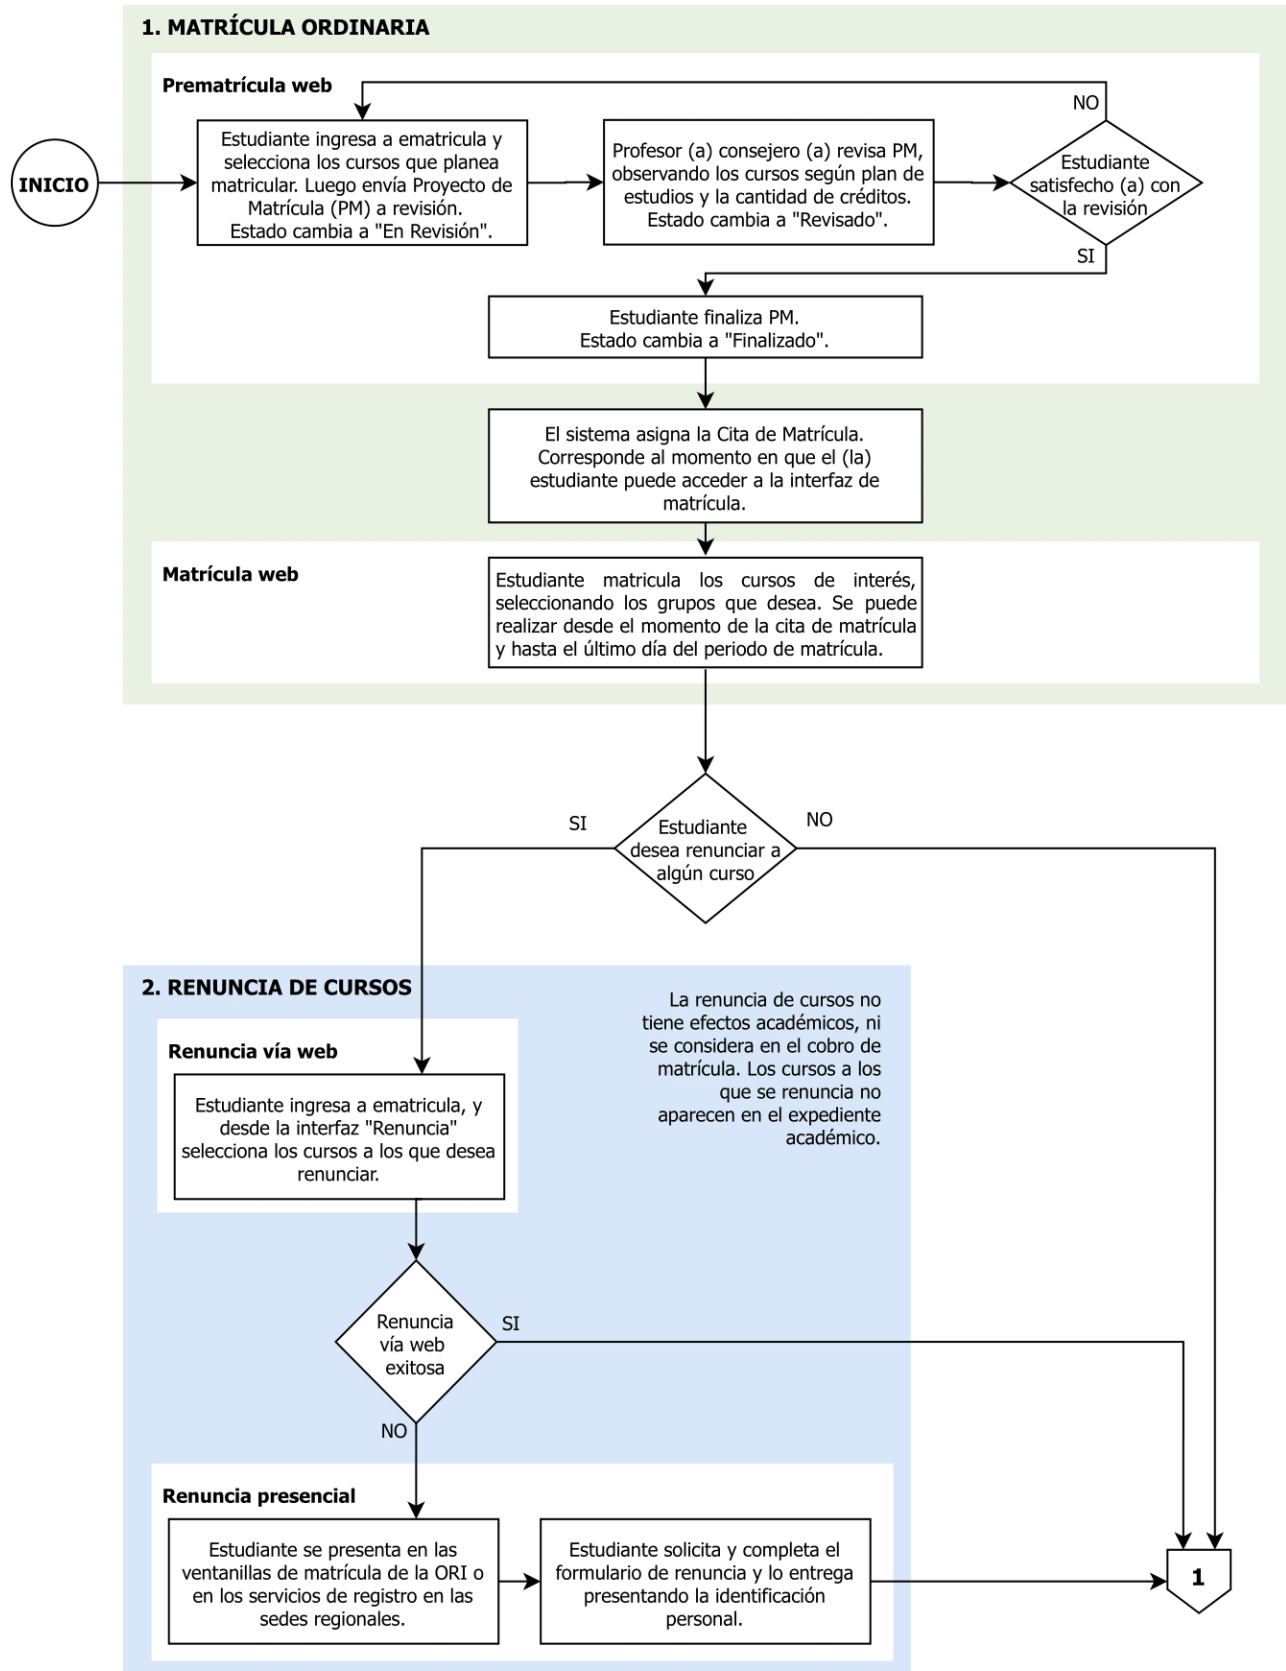 1. MATRÍCULA ORDINARIA
Prematrícula web
NO
INICIO
Estudiante ingresa a ematricula y
selecciona los cursos que planea
matricular. Luego envía Proyecto de
Matrícula (PM) a revisión.
Estado cambia a "En Revisión".
Profesor (a) consejero (a) revisa PM,
observando los cursos según plan de
estudios y la cantidad de créditos.
Estado cambia a "Revisado".
Estudiante
satisfecho (a) con
la revisión
SI
Estudiante finaliza PM.
Estado cambia a "Finalizado".
El sistema asigna la Cita de Matrícula.
Corresponde al momento en que el (la)
estudiante puede acceder a la interfaz de
matrícula.
Matrícula web
Estudiante matricula los cursos de interés,
seleccionando los grupos que desea. Se puede
realizar desde el momento de la cita de matrícula
y hasta el último día del periodo de matrícula.
SI
Estudiante
desea renunciar a
algún curso
NO
2. RENUNCIA DE CURSOS
La renuncia de cursos no
tiene efectos académicos, ni
se considera en el cobro de
matrícula. Los cursos a los
que se renuncia no
aparecen en el expediente
académico.
Renuncia vía web
Estudiante ingresa a ematricula, y
desde la interfaz "Renuncia"
selecciona los cursos a los que desea
renunciar.
Renuncia
vía web
exitosa
SI
NO
Renuncia presencial
Estudiante se presenta en las
ventanillas de matrícula de la ORI o
en los servicios de registro en las
sedes regionales.
Estudiante solicita y completa el
formulario de renuncia y lo entrega
presentando la identificación
personal.
1